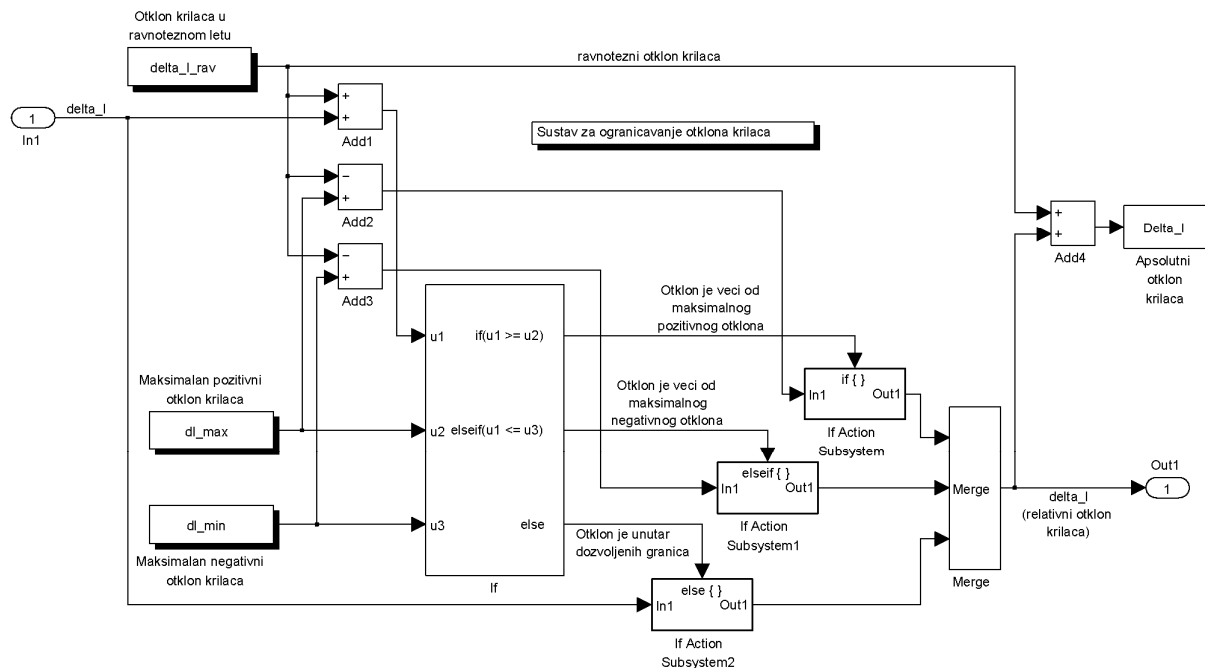 Otklon krilaca u
ravnoteznom letu
delta_l_rav
ravnotezni otklon krilaca
delta_l
1
In1
+
+
Add1
Sustav za ogranicavanje otklona krilaca
−
+
Add2
−
+
Add3
+
+
Add4
Delta_l
Apsolutni
otklon
krilaca
Otklon je veci od
maksimalnog
pozitivnog otklona
u1
if(u1 >= u2)
Maksimalan pozitivni
otklon krilaca
dl_max
Otklon je veci od
maksimalnog
negativnog otklona
if { }
In1
Out1
If Action
Subsystem
u2
elseif(u1 <= u3)
elseif { }
In1
Out1
If Action
Subsystem1
Merge
Merge
Out1
1
delta_l
(relativni otklon
krilaca)
dl_min
Maksimalan negativni
otklon krilaca
u3
else
If
Otklon je unutar
dozvoljenih granica
else { }
In1
Out1
If Action
Subsystem2